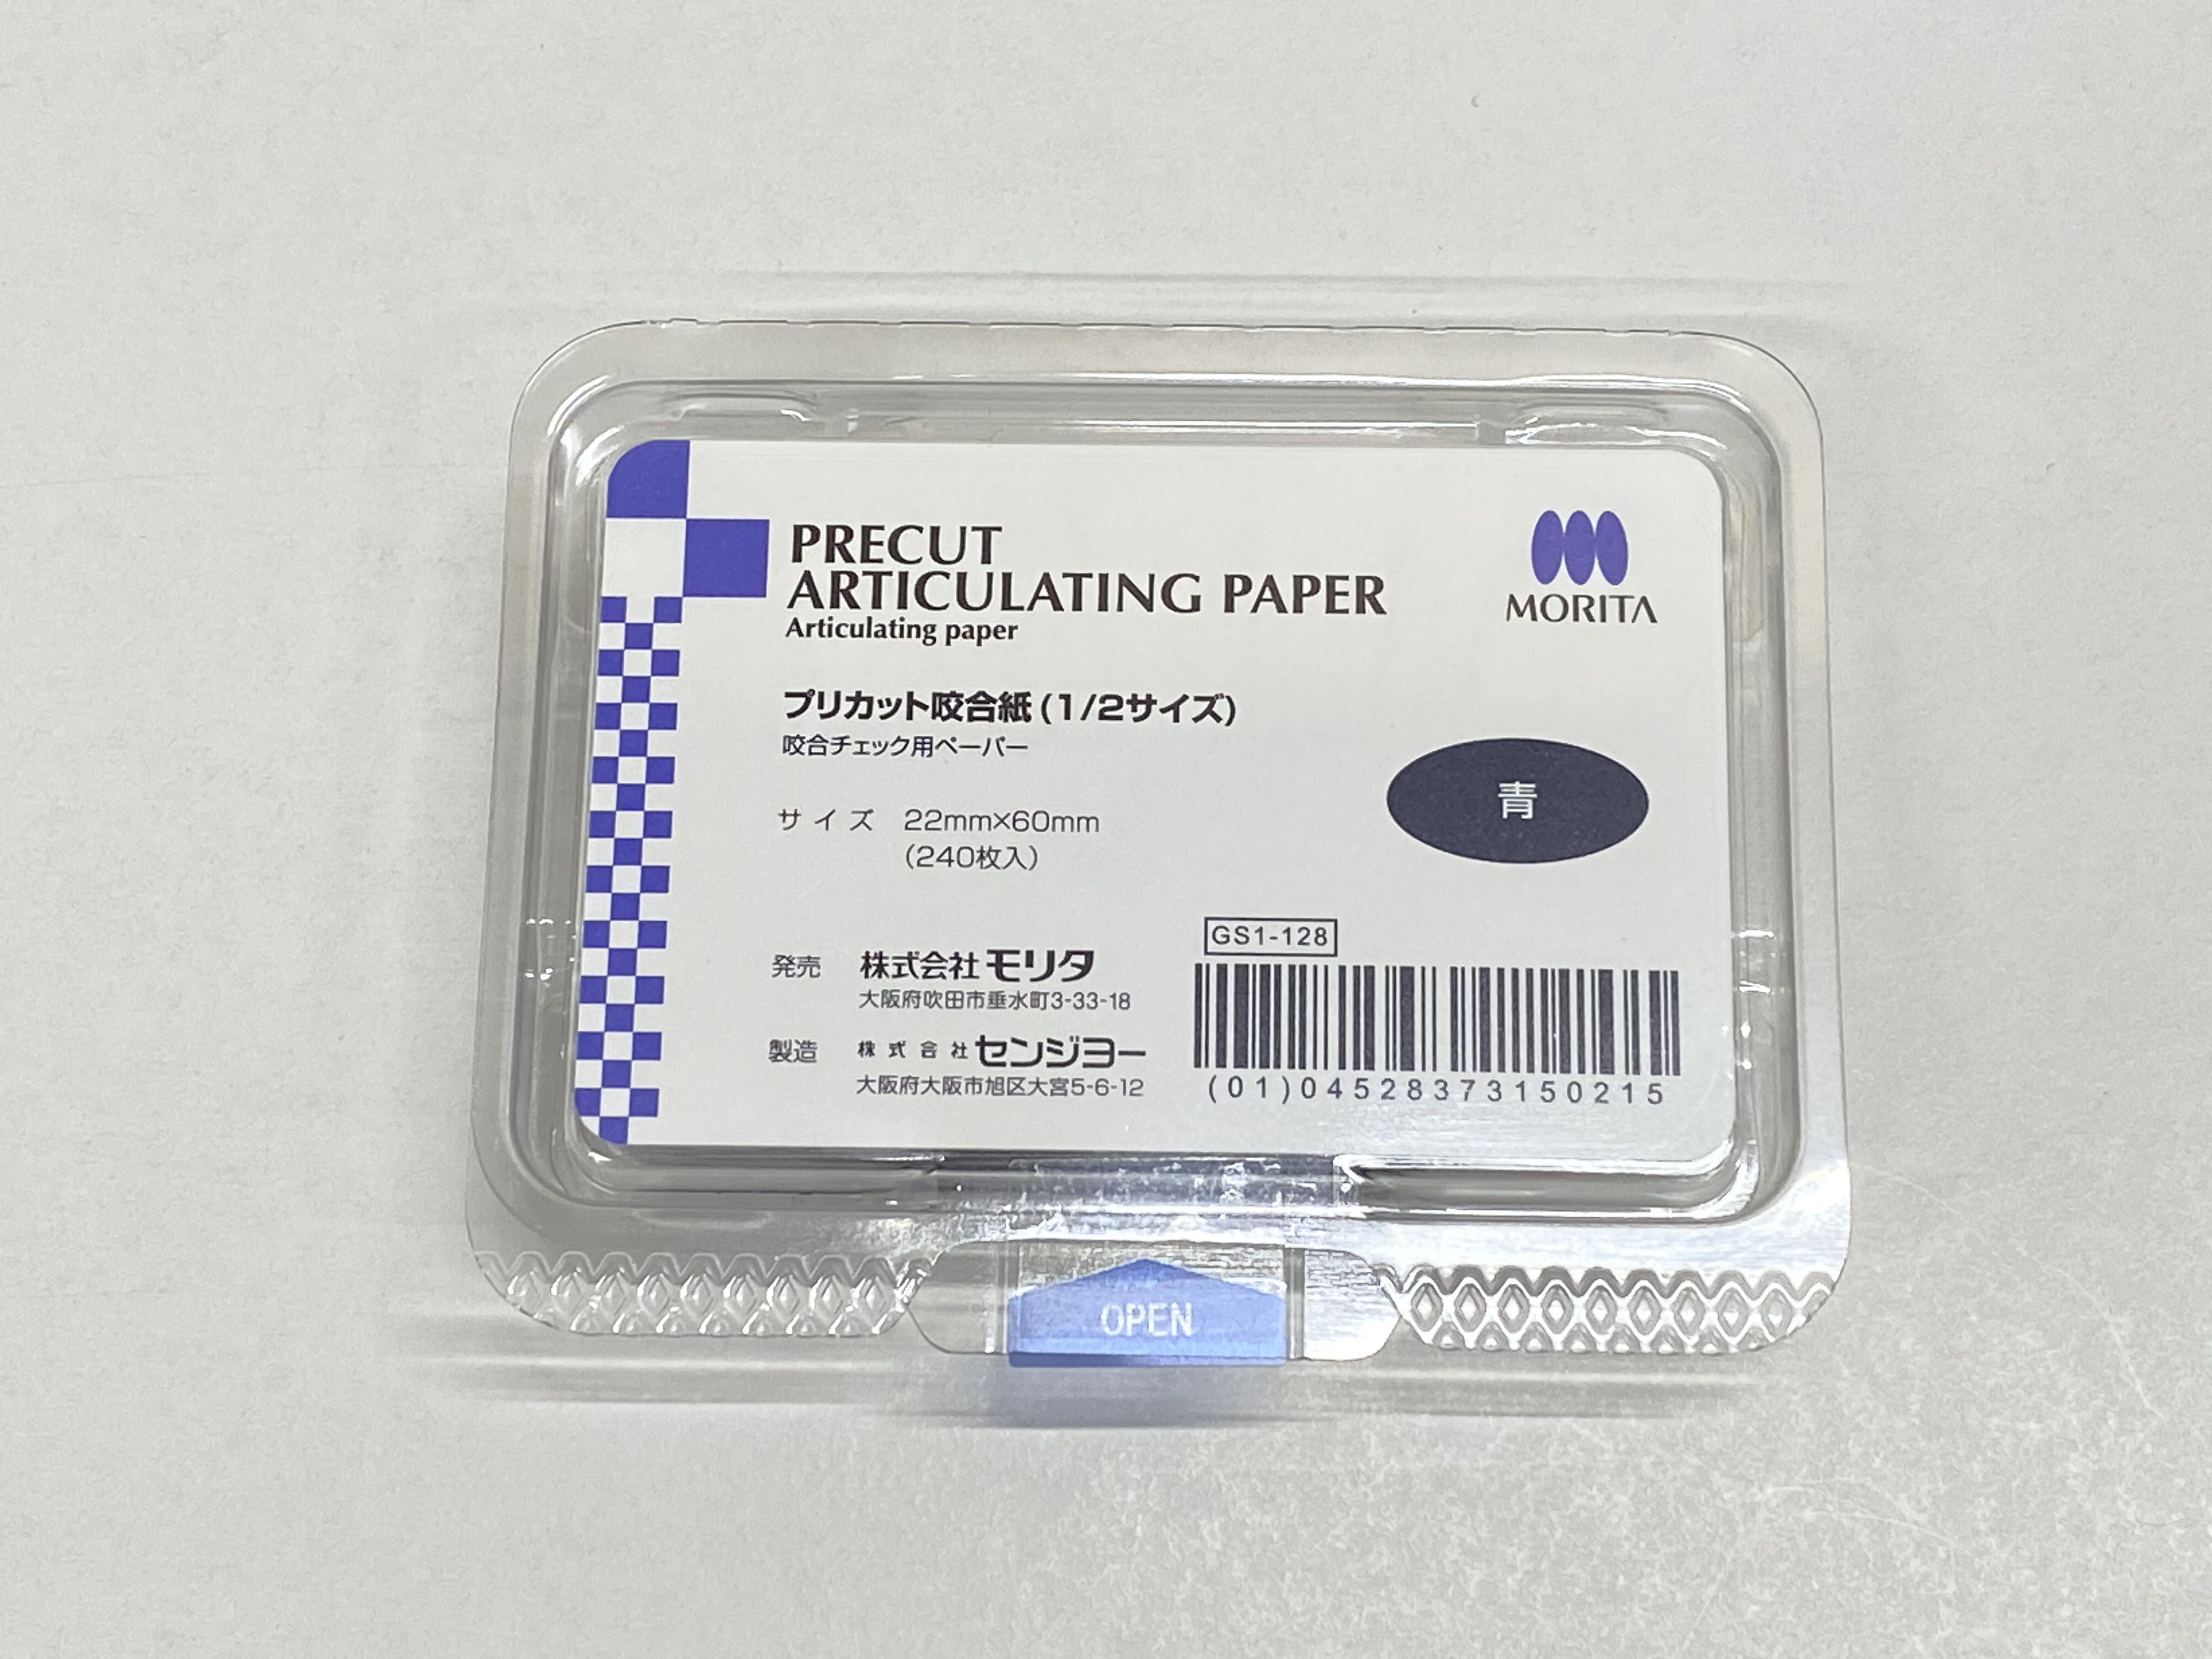 PRECUT
ARTICULATING PAPER
Articulating paper
MORITA
プリカット咬合紙(1/2サイズ)
咬合チェック用ペーパー
青
サイズ 22mm×60mm
(240枚入)
GS1-128
発売 株式会社モリタ
大阪府吹田市垂水町3-33-18
製造 株式会社センジヨー
大阪府大阪市旭区大宮5-6-12
(01)04528373150215
OPEN